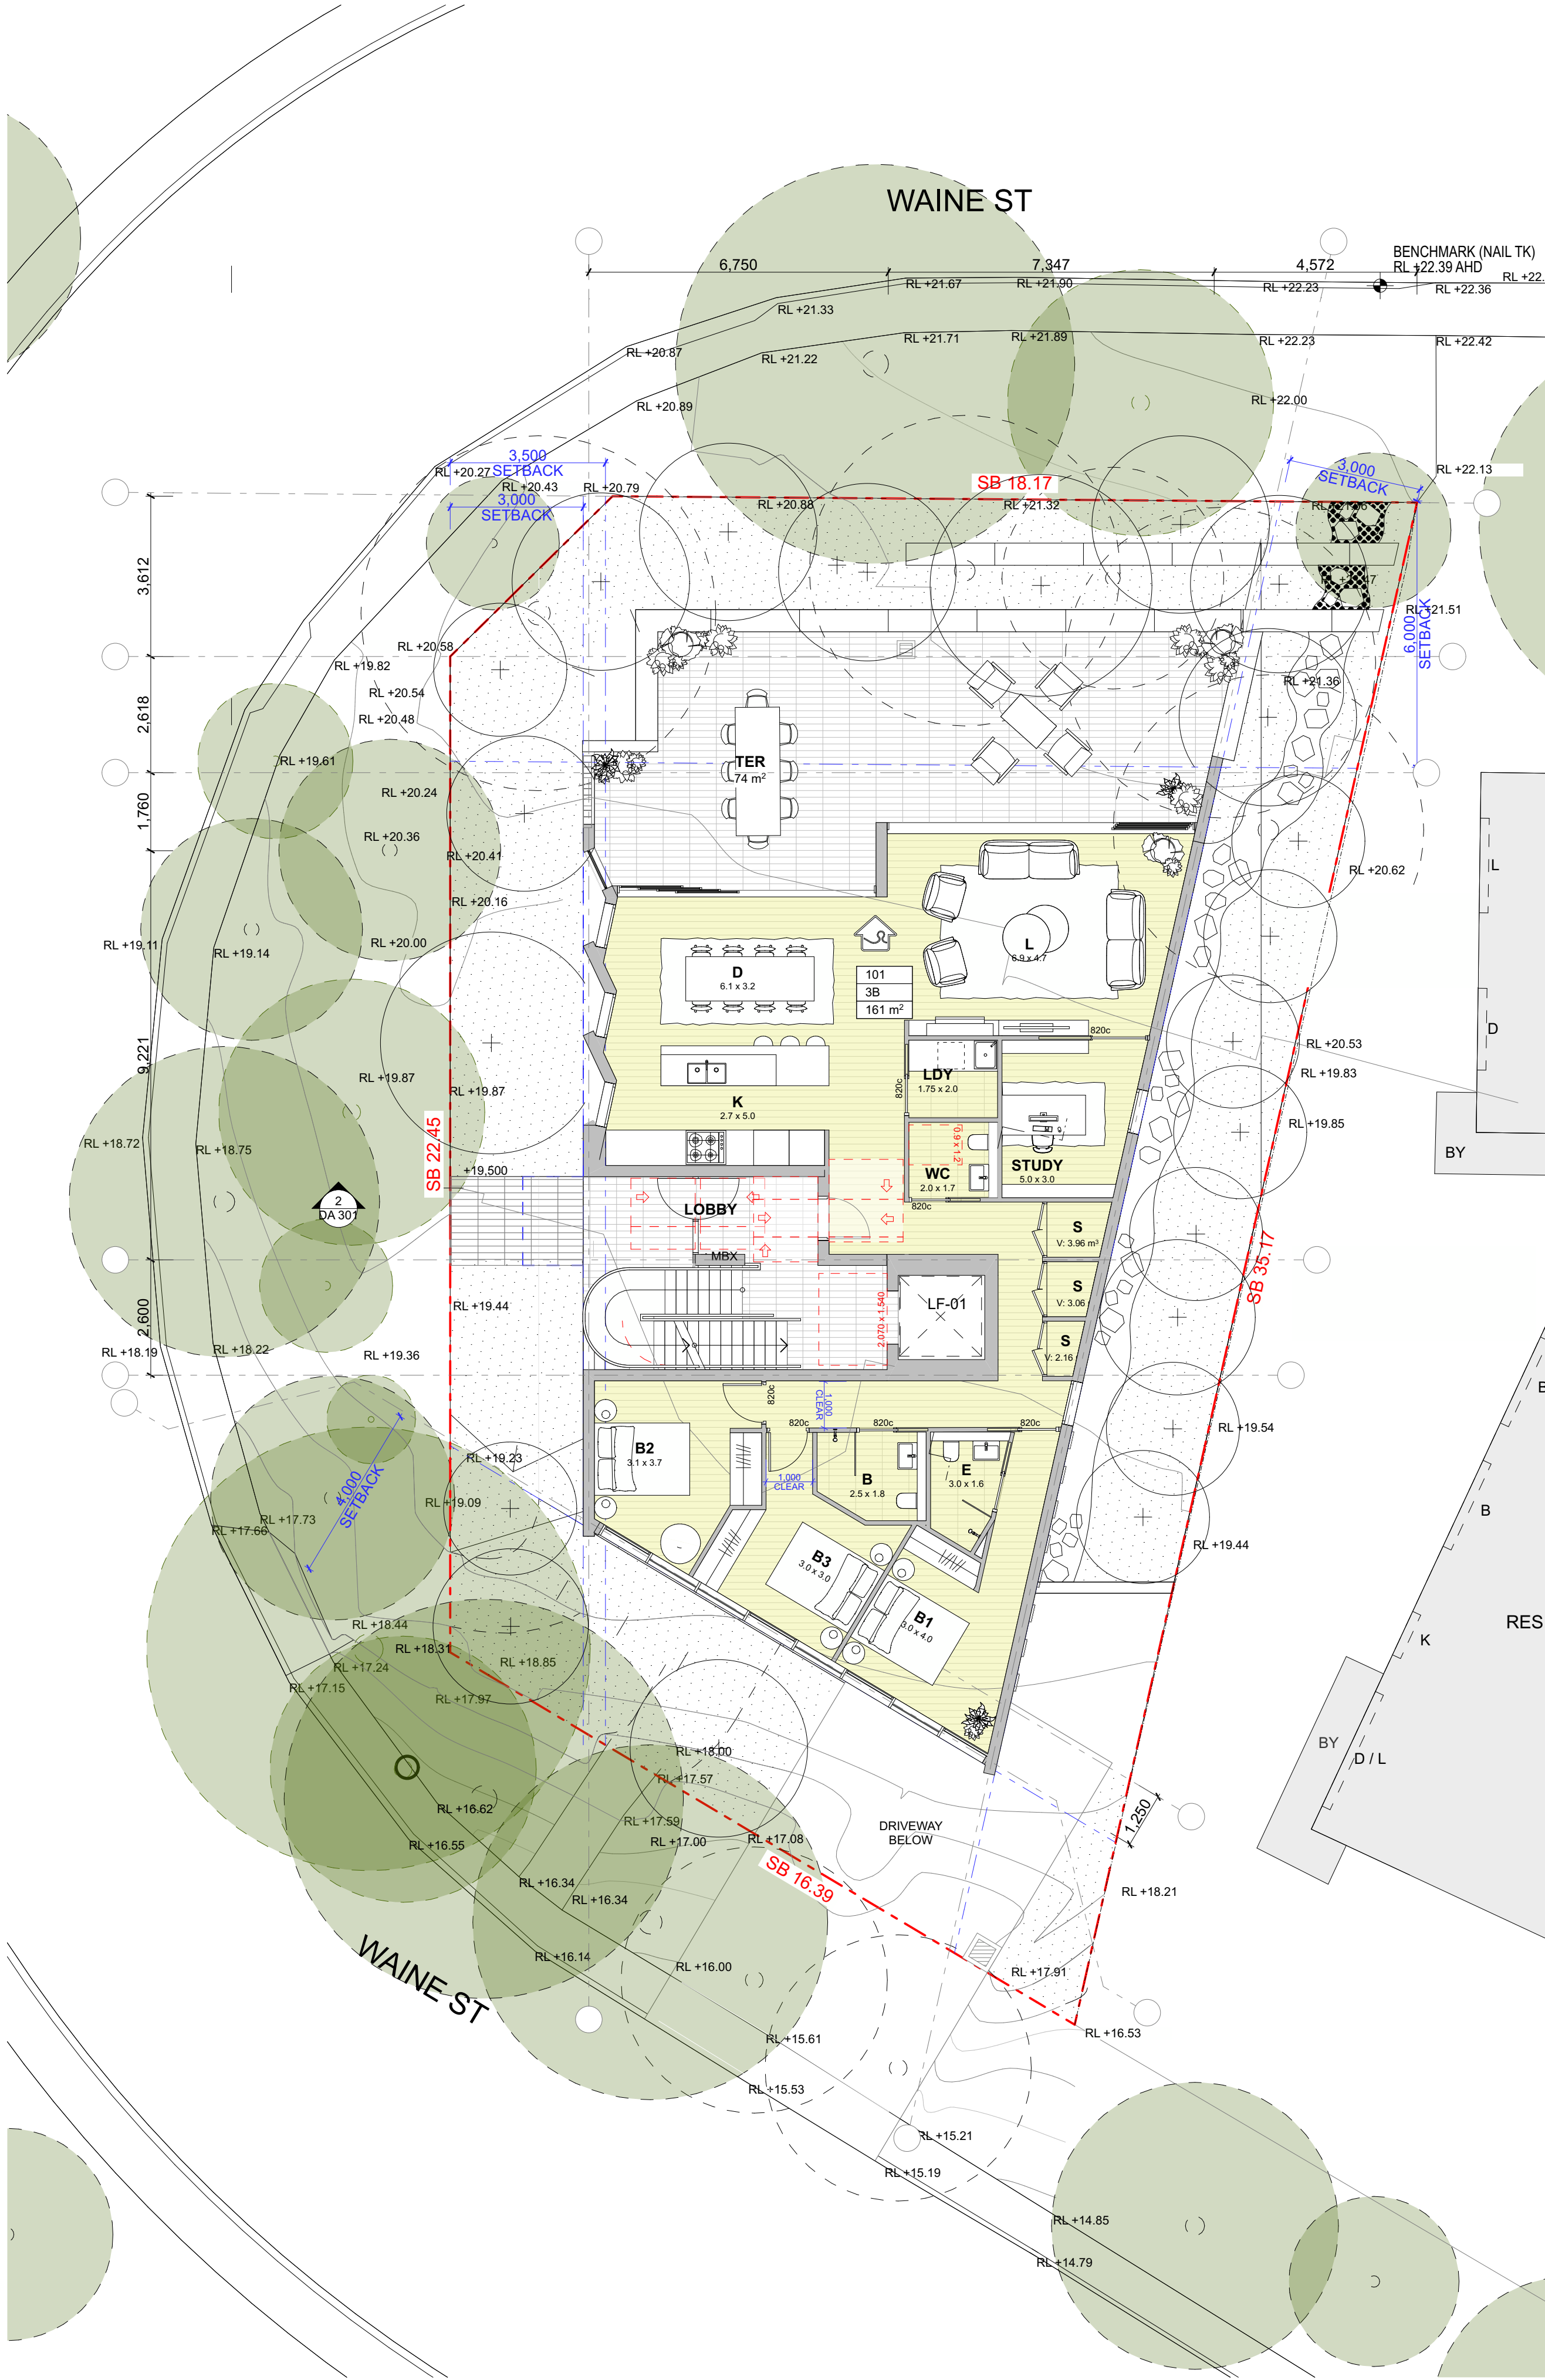 WAINE ST
BENCHMARK (NAIL TK)
RL +22.39 AHD
6,750
7,347
4,572
RL +21.67
RL +21.90
RL +22.23
RL +22.36
RL +21.33
RL +20.87
RL +21.22
RL +21.71
RL +21.89
RL +22.23
RL +22.42
RL +20.89
RL +22.00
3,500
SETBACK
RL +20.27
RL +20.43
RL +20.79
3,000
SETBACK
SB 18.17
RL +20.88
RL +21.32
3,000
SETBACK
RL +22.13
3,612
RL +21.51
6,000
SETBACK
RL +20.58
RL +19.82
RL +20.54
RL +20.48
RL +21.36
2,618
RL +19.61
TER
74 m²
RL +20.24
1,760
RL +20.36
RL +20.41
RL +20.62
L
RL +20.16
RL +19.11
RL +19.14
RL +20.00
L
6.9 x 4.7
D
6.1 x 3.2
101
3B
161 m²
820c
D
RL +20.53
9,221
RL +19.87
RL +19.87
LDY
1.75 x 2.0
820c
RL +19.83
K
2.7 x 5.0
RL +18.72
RL +18.75
SB 22.45
+19,500
0.9 x 1.2
WC
2.0 x 1.7
820c
STUDY
5.0 x 3.0
RL +19.85
BY
2
DA 301
LOBBY
MBX
S
V: 3.96 m³
SB 35.17
S
V: 3.06
S
V: 2.16
LF-01
2.070 x 1.540
2,600
RL +19.44
RL +18.19
RL +18.22
RL +19.36
1,000
CLEAR
820c
820c
820c
820c
RL +19.54
B
RL +19.23
B2
3.1 x 3.7
1,000
CLEAR
B
2.5 x 1.8
E
3.0 x 1.6
4,000
SETBACK
RL +19.09
RL +17.73
RL +17.66
B
RL +19.44
B3
3.0 x 3.0
B1
3.0 x 4.0
RL +18.44
RL +18.31
RL +18.85
RL +17.24
RL +17.15
RL +17.97
K
RES
RL +18.00
RL +17.57
BY
D / L
RL +16.62
RL +17.59
RL +17.00
RL +17.08
DRIVEWAY
BELOW
1,250
RL +16.55
SB 16.39
RL +16.34
RL +16.34
RL +18.21
RL +16.14
RL +16.00
RL +17.91
WAINE ST
RL +15.61
RL +16.53
RL +15.53
RL +15.21
RL +15.19
RL +14.85
RL +14.79